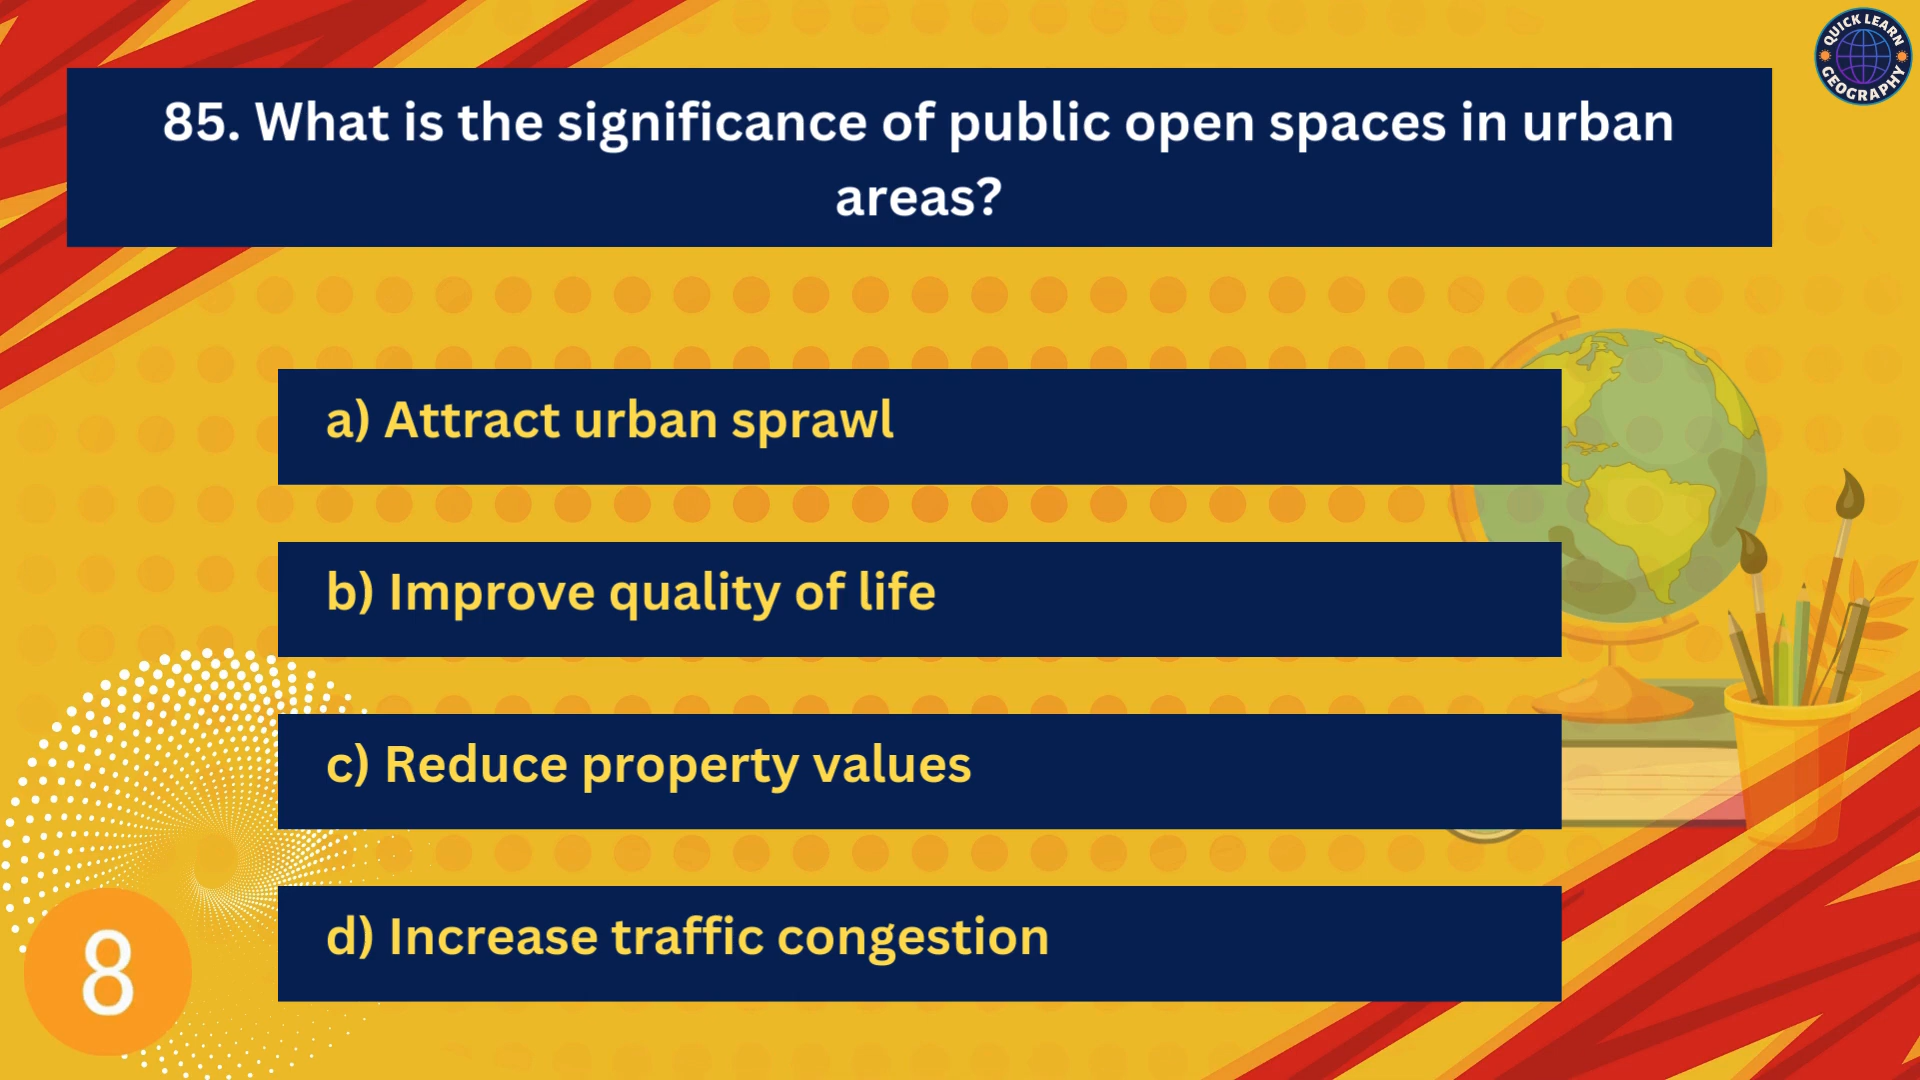 QUICK LEARN
GEOGRAPHY
85. What is the significance of public open spaces in urban
areas?
a) Attract urban sprawl
b) Improve quality of life
c) Reduce property values
d) Increase traffic congestion
8